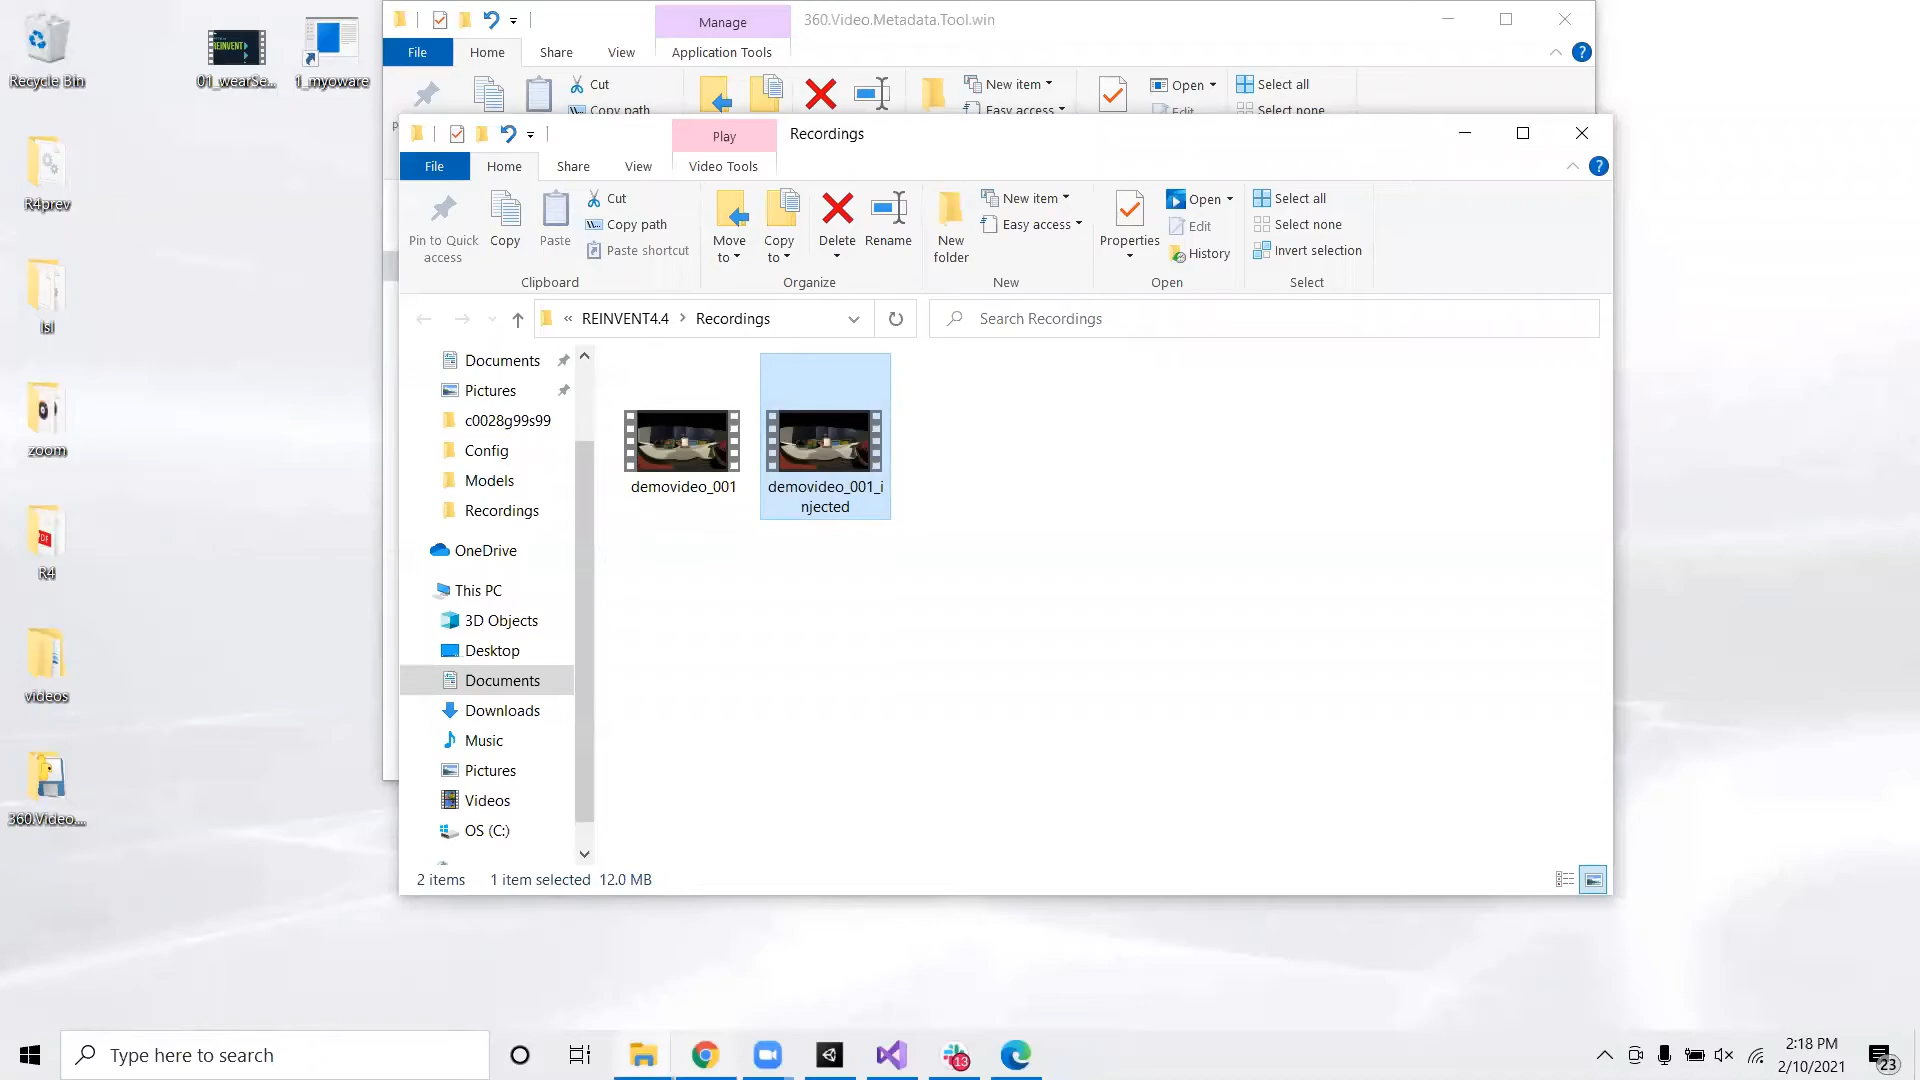 Recycle Bin
01_wearSe...
1_myoware
R4prev
lsl
zoom
R4
videos
360.Video....
Manage
360.Video.Metadata.Tool.win
File
Home
Share
View
Application Tools
Cut
Copy path
New item
Easy access
Open
Edit
Select all
Select none
Play
Recordings
File
Home
Share
View
Video Tools
Pin to Quick
access
Copy
Paste
Cut
Copy path
Paste shortcut
Clipboard
Move
to
Copy
to
Delete
Rename
Organize
New
folder
New item
Easy access
New
Properties
Open
Edit
History
Open
Select all
Select none
Invert selection
Select
« REINVENT4.4 > Recordings
Search Recordings
Documents
Pictures
c0028g99s99
Config
Models
Recordings
OneDrive
This PC
3D Objects
Desktop
Documents
Downloads
Music
Pictures
Videos
OS (C:)
REINVENT
PDF
demovideo_001
demovideo_001_i
njected
2 items 1 item selected 12.0 MB
Type here to search
13
2:18 PM
2/10/2021
23